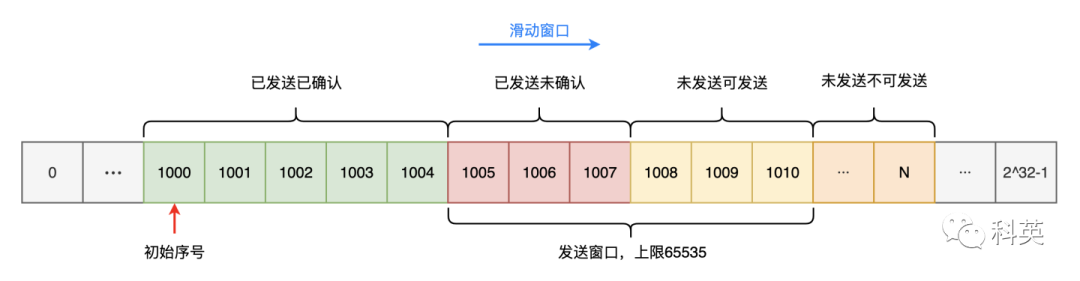 滑动窗口
已发送已确认 已发送未确认 未发送可发送 未发送不可发送
0 ... 1000 1001 1002 1003 1004 1005 1006 1007 1008 1009 1010 ... N ... 2^32-1
初始序号 发送窗口，上限65535
科英